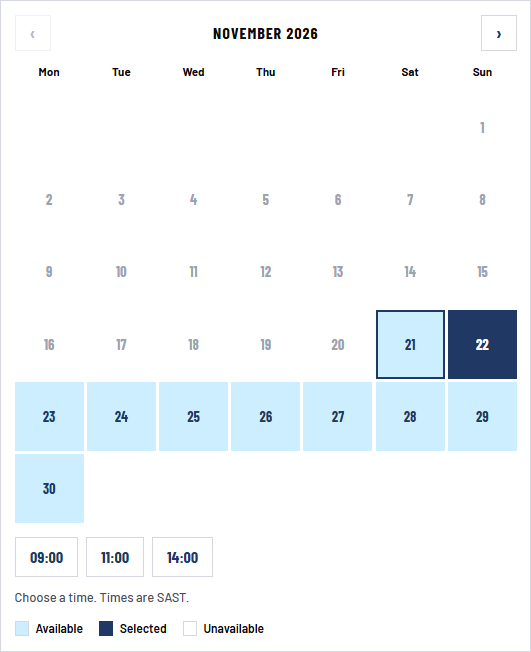 ‹ NOVEMBER 2026 ›
Mon Tue Wed Thu Fri Sat Sun
1
2 3 4 5 6 7 8
9 10 11 12 13 14 15
16 17 18 19 20 21 22
23 24 25 26 27 28 29
30
09:00 11:00 14:00
Choose a time. Times are SAST.
Available Selected Unavailable